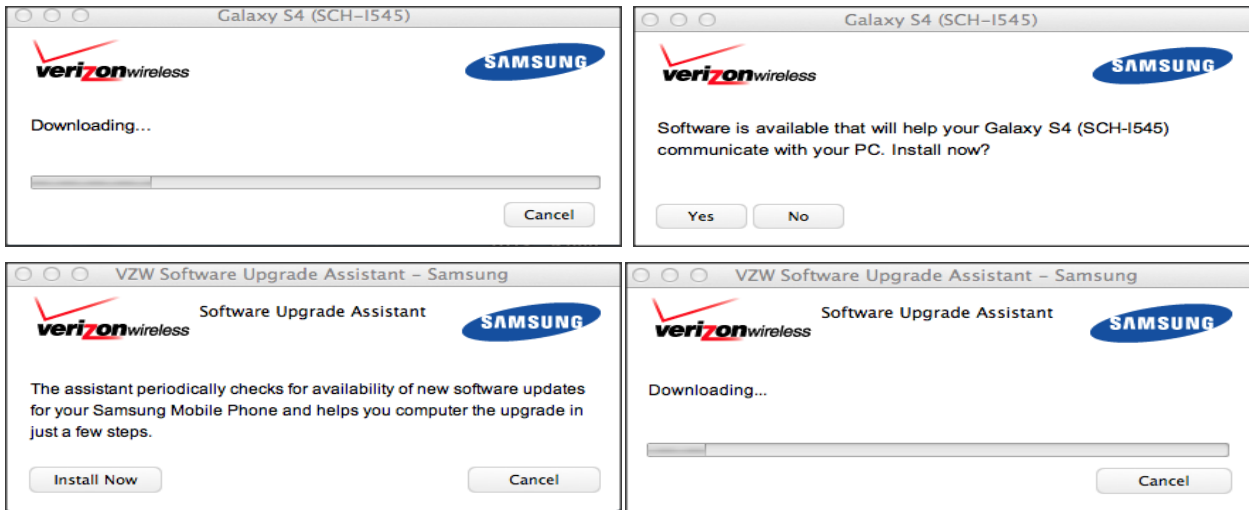 Galaxy S4 (SCH-I545)
verizonwireless
SAMSUNG
Downloading...
Cancel
Galaxy S4 (SCH-I545)
verizonwireless
SAMSUNG
Software is available that will help your Galaxy S4 (SCH-I545)
communicate with your PC. Install now?
Yes No
VZW Software Upgrade Assistant – Samsung
verizonwireless
Software Upgrade Assistant
SAMSUNG
The assistant periodically checks for availability of new software updates
for your Samsung Mobile Phone and helps you computer the upgrade in
just a few steps.
Install Now Cancel
VZW Software Upgrade Assistant – Samsung
verizonwireless
Software Upgrade Assistant
SAMSUNG
Downloading...
Cancel